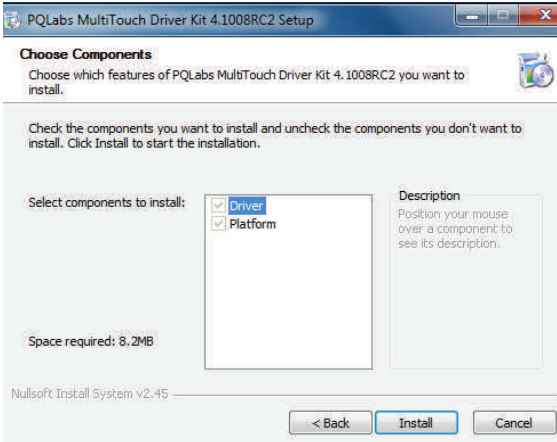 PQLabs MultiTouch Driver Kit 4.1008RC2 Setup
Choose Components
Choose which features of PQLabs MultiTouch Driver Kit 4.1008RC2 you want to
install.
Check the components you want to install and uncheck the components you don't want to
install. Click Install to start the installation.
Select components to install:
Driver
Platform
Description
Position your mouse
over a component to
see its description.
Space required: 8.2MB
Nullsoft Install System v2.45
< Back
Install
Cancel